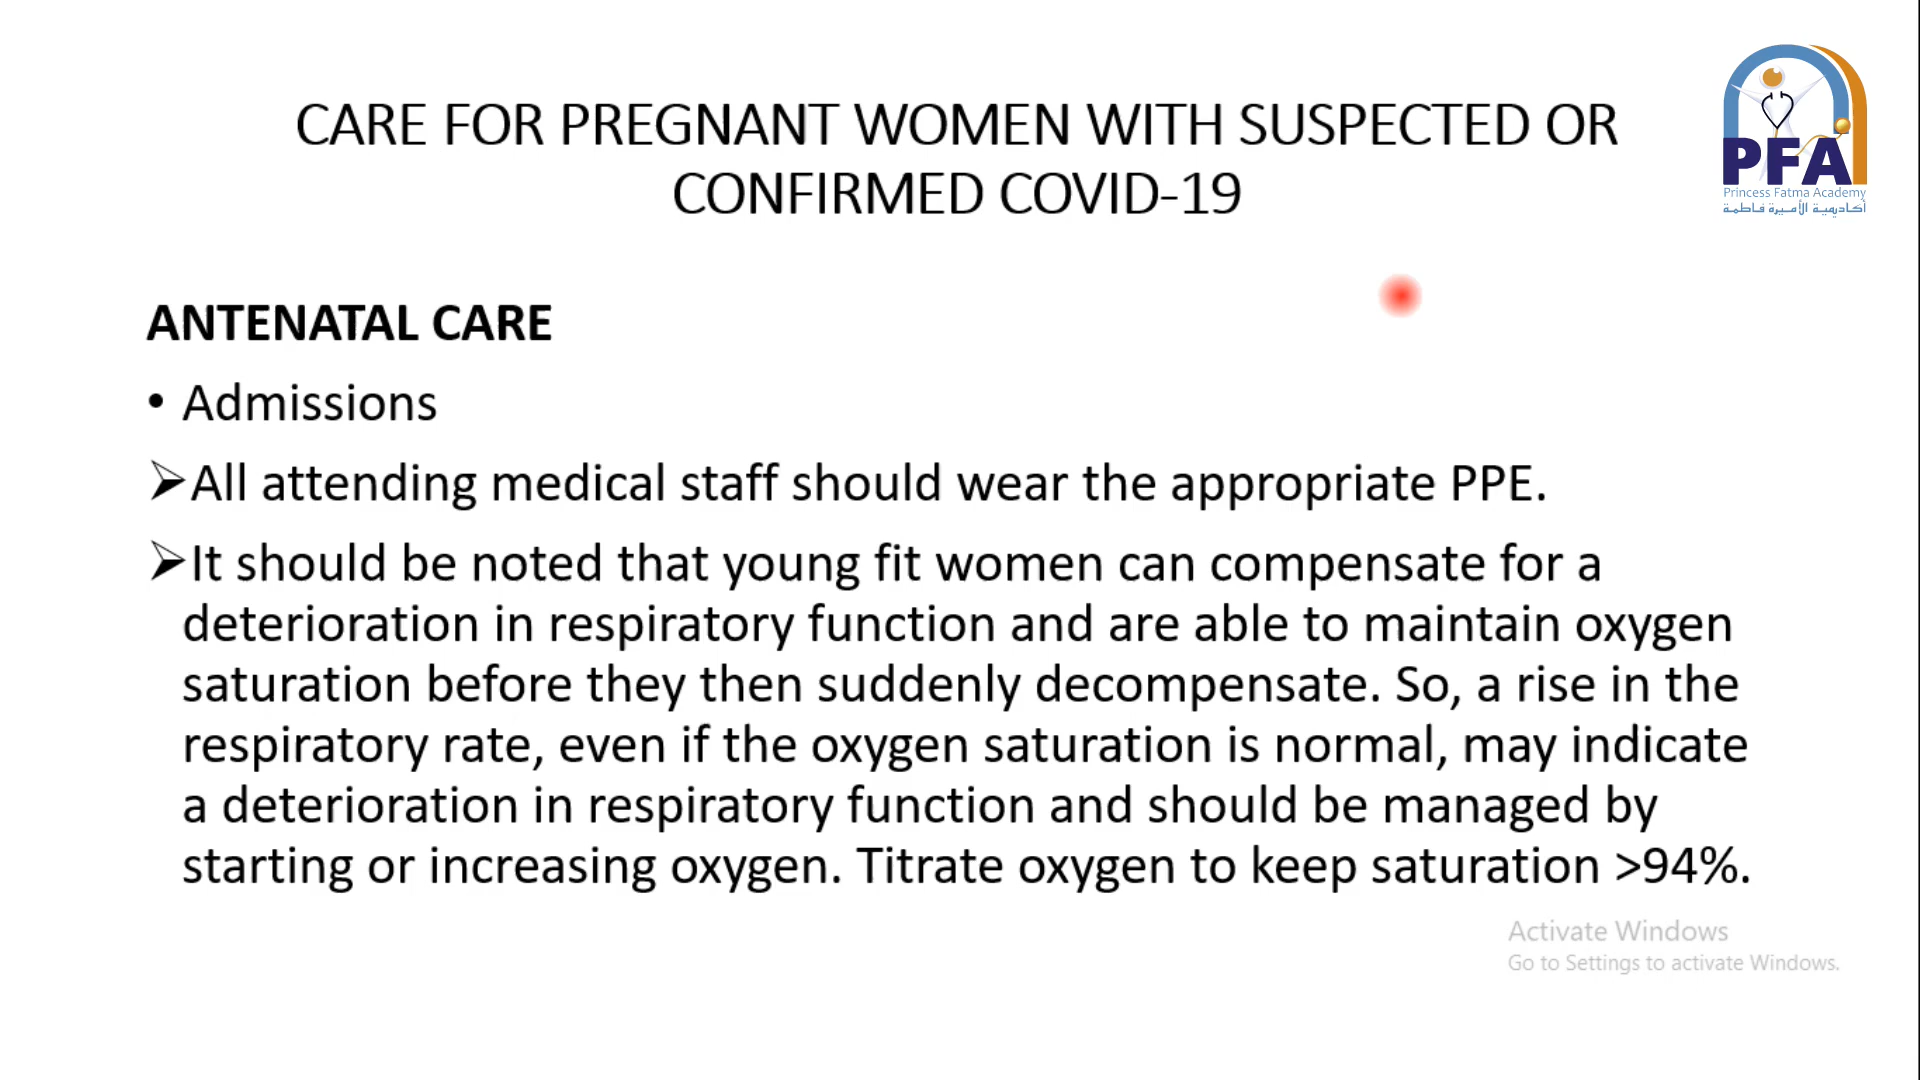 CARE FOR PREGNANT WOMEN WITH SUSPECTED OR
CONFIRMED COVID-19
PFA
Princess Fatma Academy
أكاديمية الأميرة فاطمة
ANTENATAL CARE
• Admissions
➢All attending medical staff should wear the appropriate PPE.
➢It should be noted that young fit women can compensate for a
deterioration in respiratory function and are able to maintain oxygen
saturation before they then suddenly decompensate. So, a rise in the
respiratory rate, even if the oxygen saturation is normal, may indicate
a deterioration in respiratory function and should be managed by
starting or increasing oxygen. Titrate oxygen to keep saturation >94%.
Activate Windows
Go to Settings to activate Windows.